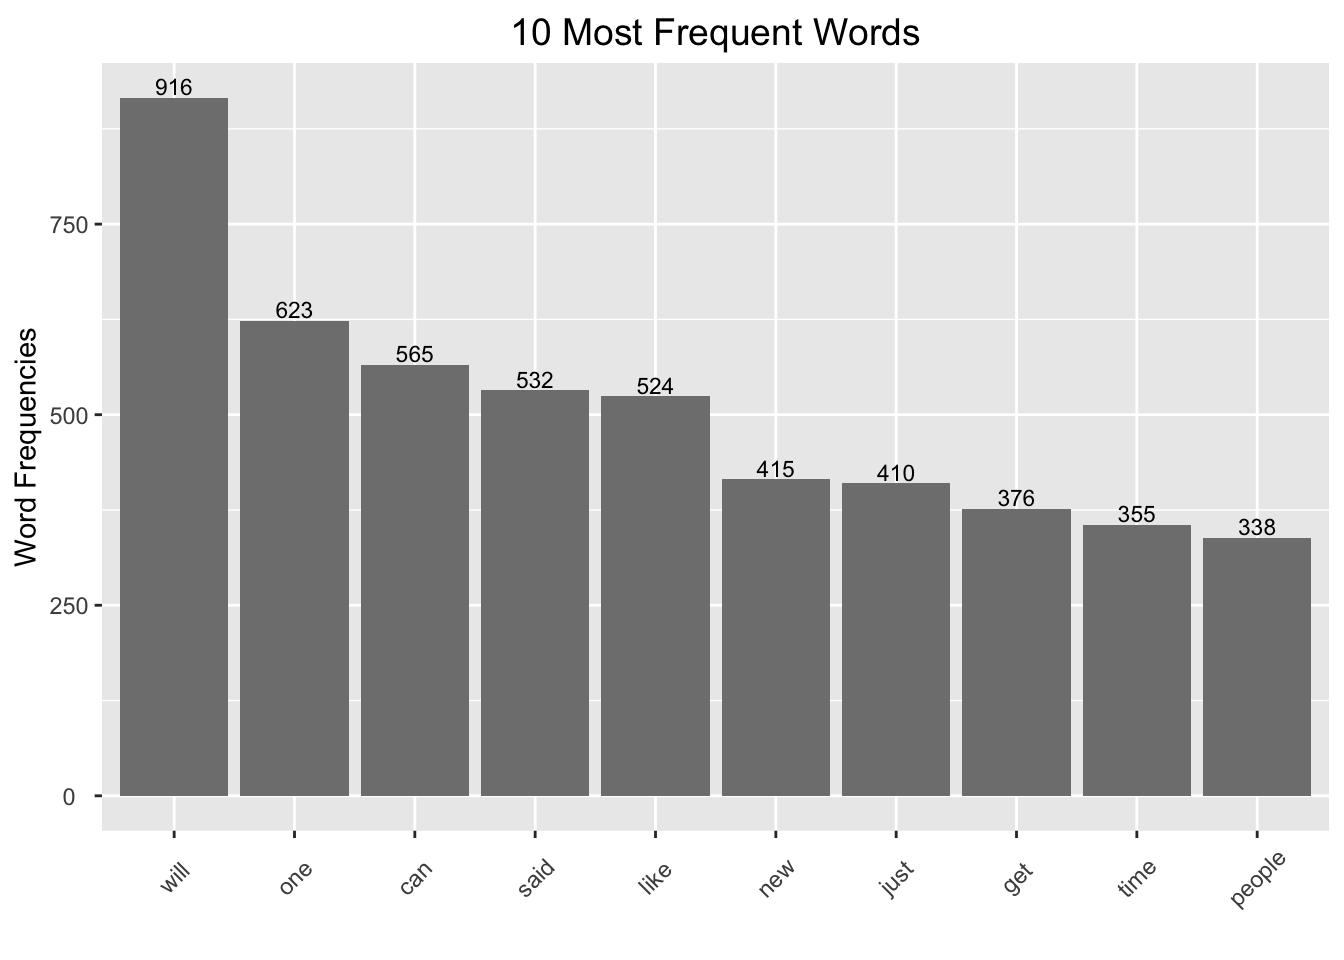 10 Most Frequent Words
916
623
565
532
524
415
410
376
355
338
750
500
250
0
Word Frequencies
will
one
can
said
like
new
just
get
time
people